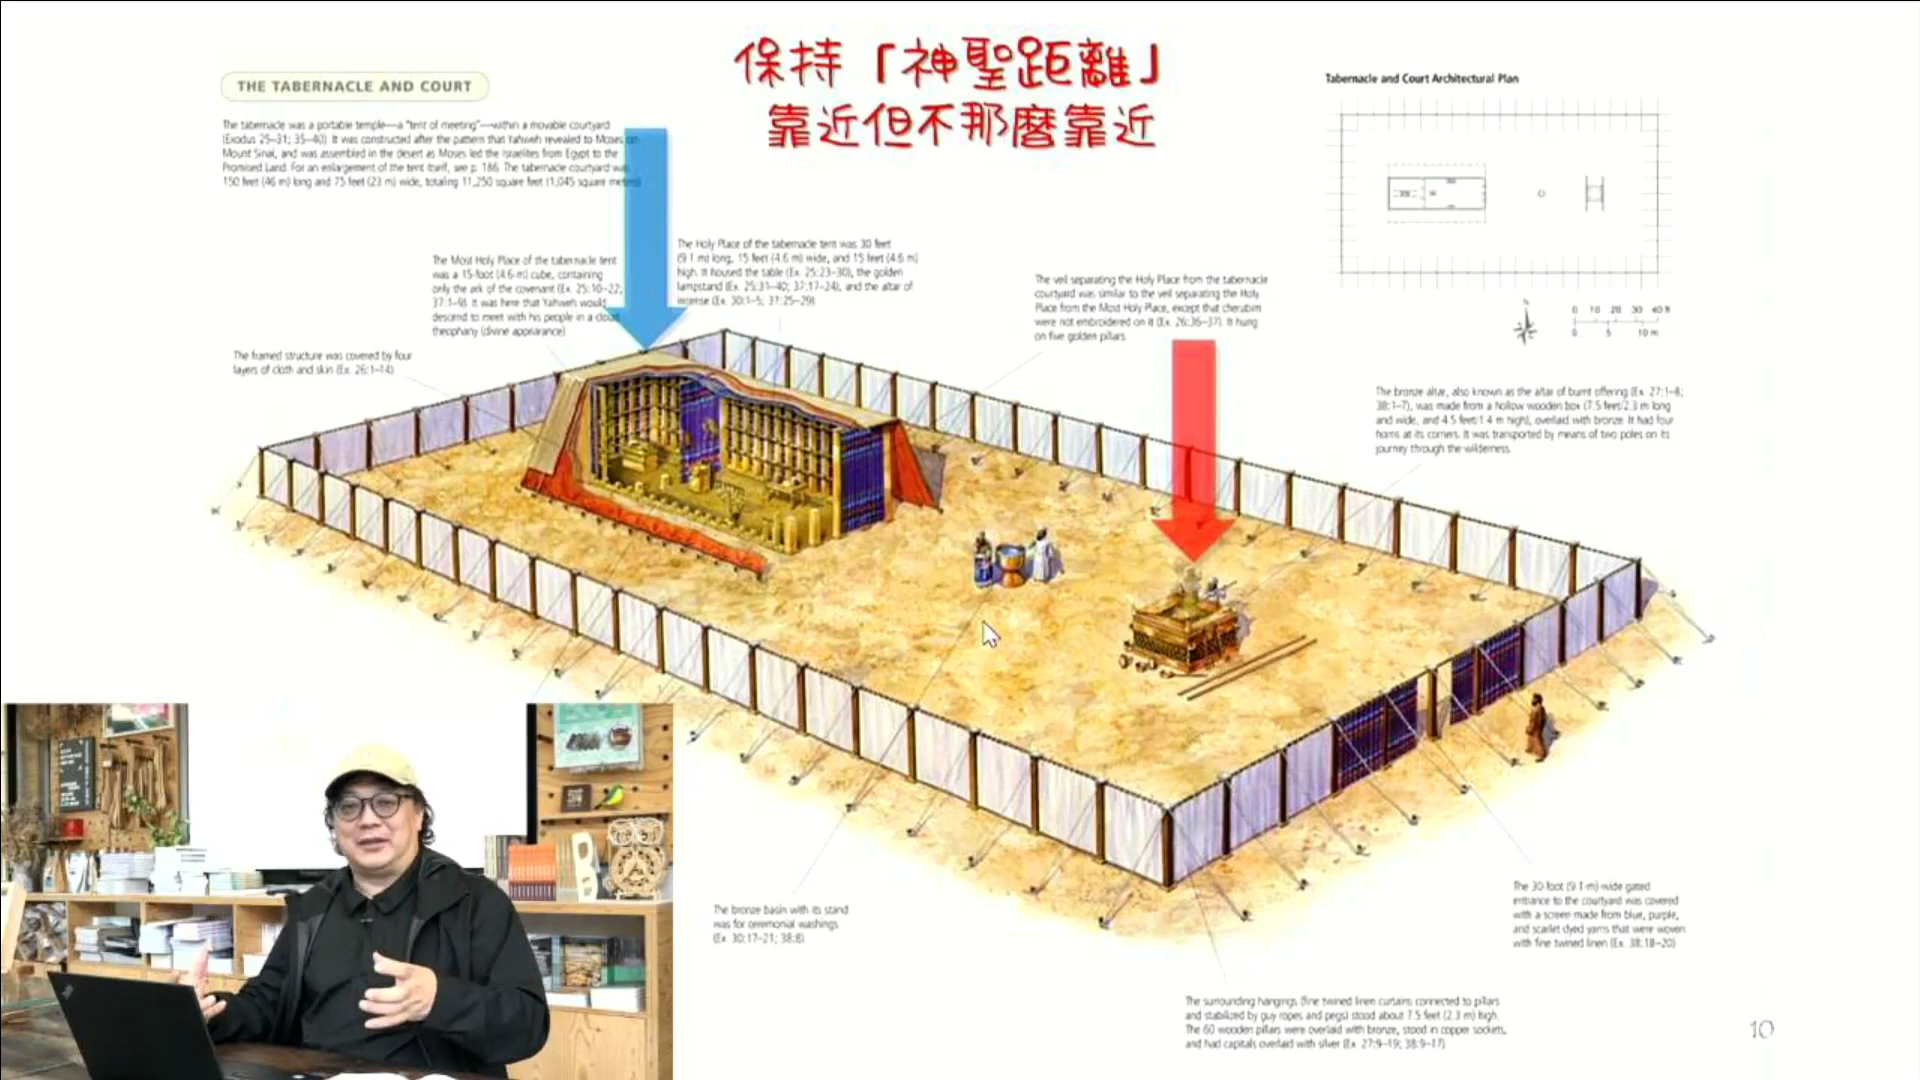 保持「神聖距離」
靠近但不那麼靠近
THE TABERNACLE AND COURT
The tabernacle was a portable temple—a "tent of meeting"—within a movable courtyard
(Exodus 25–31; 35–40). It was constructed after the pattern that Yahweh revealed to Moses on
Mount Sinai, and was assembled in the desert as Moses led the Israelites from Egypt to the
Promised Land. For an enlargement of the tent itself, see p. 186. The tabernacle courtyard was
150 feet (46 m) long and 75 feet (23 m) wide, totaling 11,250 square feet (1,045 square meters)
Tabernacle and Court Architectural Plan
0 10 20 30 40 ft
0 5 10 m
The Most Holy Place of the tabernacle tent
was a 15-foot (4.6-m) cube, containing
only the ark of the covenant (Ex. 25:10–22;
37:1–9). It was here that Yahweh would
descend to meet with his people in a cloud
theophany (divine appearance)
The Holy Place of the tabernacle tent was 30 feet
(9.1 m) long, 15 feet (4.6 m) wide, and 15 feet (4.6 m)
high. It housed the table (Ex. 25:23–30), the golden
lampstand (Ex. 25:31–40; 37:17–24), and the altar of
incense (Ex. 30:1–5; 37:25–29)
The veil separating the Holy Place from the tabernacle
courtyard was similar to the veil separating the Holy
Place from the Most Holy Place, except that cherubim
were not embroidered on it (Ex. 26:36–37). It hung
on five golden pillars
The framed structure was covered by four
layers of cloth and skin (Ex. 26:1–14)
The bronze altar, also known as the altar of burnt offering (Ex. 27:1–8;
38:1–7), was made from a hollow wooden box (7.5 feet/2.3 m long
and wide, and 4.5 feet/1.4 m high), overlaid with bronze. It had four
horns at its corners. It was transported by means of two poles on its
journey through the wilderness.
The bronze basin with its stand
was for ceremonial washings
(Ex. 30:17–21; 38:8)
The 30-foot (9.1-m) wide gated
entrance to the courtyard was covered
with a screen made from blue, purple,
and scarlet dyed yarns that were woven
with fine twined linen (Ex. 38:18–20)
The surrounding hangings (fine twined linen curtains connected to pillars
and stabilized by guy ropes and pegs) stood about 7.5 feet (2.3 m) high.
The 60 wooden pillars were overlaid with bronze, stood in copper sockets,
and had capitals overlaid with silver (Ex. 27:9–19; 38:9–17)
10
B